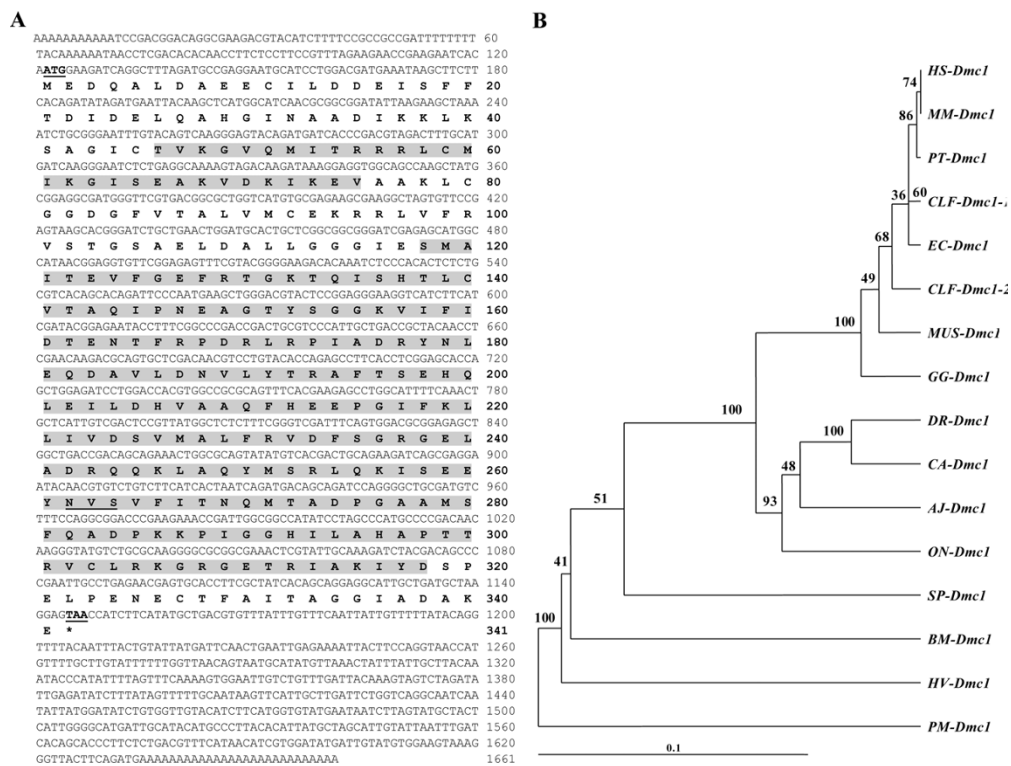 A
AAAAAAAAAAAATCCGACGGACAGGCGAAGACGTACATCTTTTCCGCCGCCGATTTTTTTT 60
TACAAAAAATAACCTCGACACACAACCTTCTCCTTCCGTTTAGAAGAACCGAAGAATCAC 120
AATGGAAGATCAGGCTTTAGATGCCGAGGAATGCATCCTGGACGATGAAATAAGCTTCTT 180
M E D Q A L D A E E C I L D D E I S F F 20
CACAGATATAGATGAATTACAAGCTCATGGCATCAACGCGGCGGATATTAAGAAGCTAAA 240
T D I D E L Q A H G I N A A D I K K L K 40
ATCTGCGGGAATTTGTACAGTCAAGGGAGTACAGATGATCACCCGACGTAGACTTTGCAT 300
S A G I C T V K G V Q M I T R R R L C M 60
GATCAAGGGAATCTCTGAGGCAAAAGTAGACAAGATAAAGGAGGTGGCAGCCAAGCTATG 360
I K G I S E A K V D K I K E V A A K L C 80
CGGAGGCGATGGGTTCGTGACGGCGCTGGTCATGTGCGAGAAGCGAAGGCTAGTGTTCCG 420
G G D G F V T A L V M C E K R R L V F R 100
AGTAAGCACGGGATCTGCTGAACTGGATGCACTGCTCGGCGGCGGGATCGAGAGCATGGC 480
V S T G S A E L D A L L G G G I E S M A 120
CATAACGGAGGTGTTCGGAGAGTTTCGTACGGGGAAGACACAAATCTCCCACACTCTCTG 540
I T E V F G E F R T G K T Q I S H T L C 140
CGTCACAGCACAGATTCCCAATGAAGCTGGGACGTACTCCGGAGGGAAGGTCATCTTCAT 600
V T A Q I P N E A G T Y S G G K V I F I 160
CGATACGGAGAATACCTTTCGGCCCGACCGACTGCGTCCCATTGCTGACCGCTACAACCT 660
D T E N T F R P D R L R P I A D R Y N L 180
CGAACAAGACGCAGTGCTCGACAACGTCCTGTACACCAGAGCCTTCACCTCGGAGCACCA 720
E Q D A V L D N V L Y T R A F T S E H Q 200
GCTGGAGATCCTGGACCACGTGGCCGCGCAGTTTCACGAAGAGCCTGGCATTTTCAAACT 780
L E I L D H V A A Q F H E E P G I F K L 220
GCTCATTGTCGACTCCGTTATGGCTCTCTTTCGGGTCGATTTCAGTGGACGCGGAGAGCT 840
L I V D S V M A L F R V D F S G R G E L 240
GGCTGACCGACAGCAGAAACTGGCGCAGTATATGTCACGACTGCAGAAGATCAGCGAGGA 900
A D R Q Q K L A Q Y M S R L Q K I S E E 260
ATACAACGTGTCTGTCTTCATCACTAATCAGATGACAGCAGATCCAGGGGCTGCGATGTC 960
Y N V S V F I T N Q M T A D P G A A M S 280
TTTCCAGGCGGACCCGAAGAAACCGATTGGCGGCCATATCCTAGCCCATGCCCCGACAAC 1020
F Q A D P K K P I G G H I L A H A P T T 300
AAGGGTATGTCTGCGCAAGGGGCGCGGCGAAACTCGTATTGCAAAGATCTACGACAGCCC 1080
R V C L R K G R G E T R I A K I Y D S P 320
CGAATTGCCTGAGAACGAGTGCACCTTCGCTATCACAGCAGGAGGCATTGCTGATGCTAA 1140
E L P E N E C T F A I T A G G I A D A K 340
GGAGTAACCATCTTCATATGCTGACGTGTTTATTTGTTTCAATTATTGTTTTTATACAGG 1200
E * 341
TTTTACAATTTACTGTATTATGATTCAACTGAATTGAGAAAATTACTTCCAGGTAACCAT 1260
GTTTTGCTTGTATTTTTTGGTTAACAGTAATGCATATGTTAAACTATTTATTGCTTACAA 1320
ATACCCATATTTTAGTTTCAAAAGTGGAATTGTCTGTTTGATTACAAAGTAGTCTAGATA 1380
TTGAGATATCTTTATAGTTTTTGCAATAAGTTCATTGCTTGATTCTGGTCAGGCAATCAA 1440
TATTATGGATATCTGTGGTTGTACATCTTCATGGTGTATGAATAATCTTAGTATGCTACT 1500
CATTGGGGCATGATTGCATACATGCCCTTACACATTATGCTAGCATTGTATTAATTTGAT 1560
CACAGCACCCTTCTCTGACGTTTCATAACATCGTGGATATGATTGTATGTGGAAGTAAAG 1620
GGTTACTTCAGATGAAAAAAAAAAAAAAAAAAAAAAAAAAA 1661
B
HS-Dmc1
74
MM-Dmc1
86
PT-Dmc1
36 60
CLF-Dmc1-1
68
EC-Dmc1
49
CLF-Dmc1-2
100
MUS-Dmc1
GG-Dmc1
100
DR-Dmc1
100
CA-Dmc1
48
AJ-Dmc1
93
ON-Dmc1
51
SP-Dmc1
41
BM-Dmc1
100
HV-Dmc1
PM-Dmc1
0.1